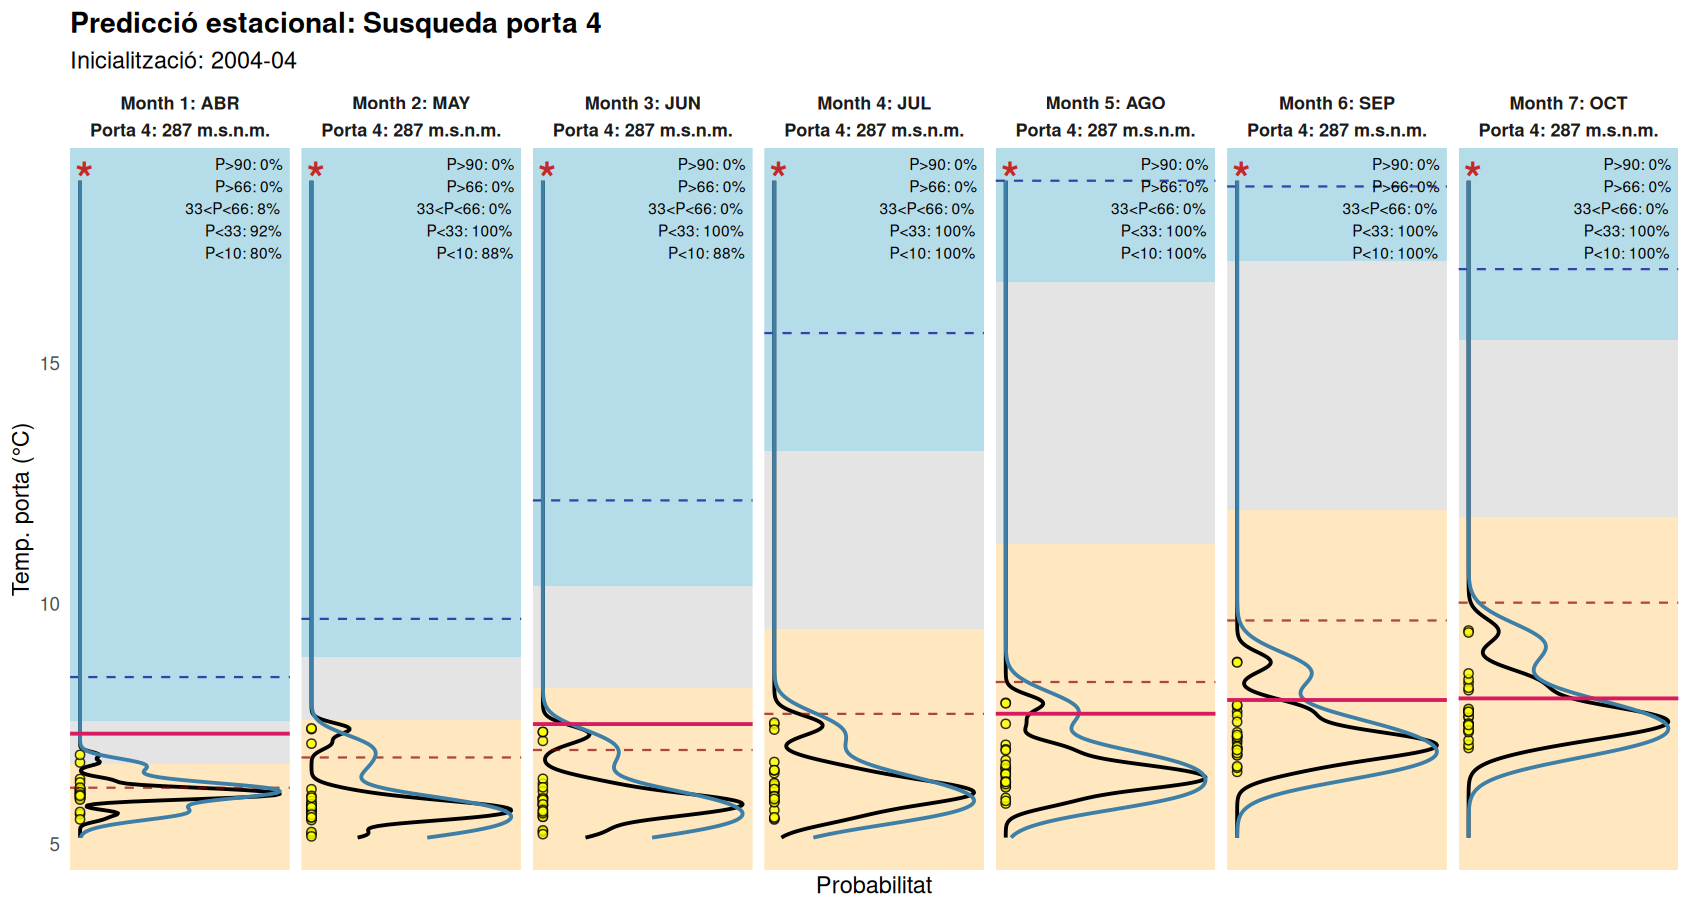 Predicció estacional: Susqueda porta 4
Inicialització: 2004-04
Month 1: ABR
Porta 4: 287 m.s.n.m.
Month 2: MAY
Porta 4: 287 m.s.n.m.
Month 3: JUN
Porta 4: 287 m.s.n.m.
Month 4: JUL
Porta 4: 287 m.s.n.m.
Month 5: AGO
Porta 4: 287 m.s.n.m.
Month 6: SEP
Porta 4: 287 m.s.n.m.
Month 7: OCT
Porta 4: 287 m.s.n.m.
*
P>90: 0%
P>66: 0%
33<P<66: 8%
P<33: 92%
P<10: 80%
*
P>90: 0%
P>66: 0%
33<P<66: 0%
P<33: 100%
P<10: 88%
*
P>90: 0%
P>66: 0%
33<P<66: 0%
P<33: 100%
P<10: 88%
*
P>90: 0%
P>66: 0%
33<P<66: 0%
P<33: 100%
P<10: 100%
*
P>90: 0%
P>66: 0%
33<P<66: 0%
P<33: 100%
P<10: 100%
*
P>90: 0%
P>66: 0%
33<P<66: 0%
P<33: 100%
P<10: 100%
*
P>90: 0%
P>66: 0%
33<P<66: 0%
P<33: 100%
P<10: 100%
Temp. porta (°C)
15
10
5
Probabilitat